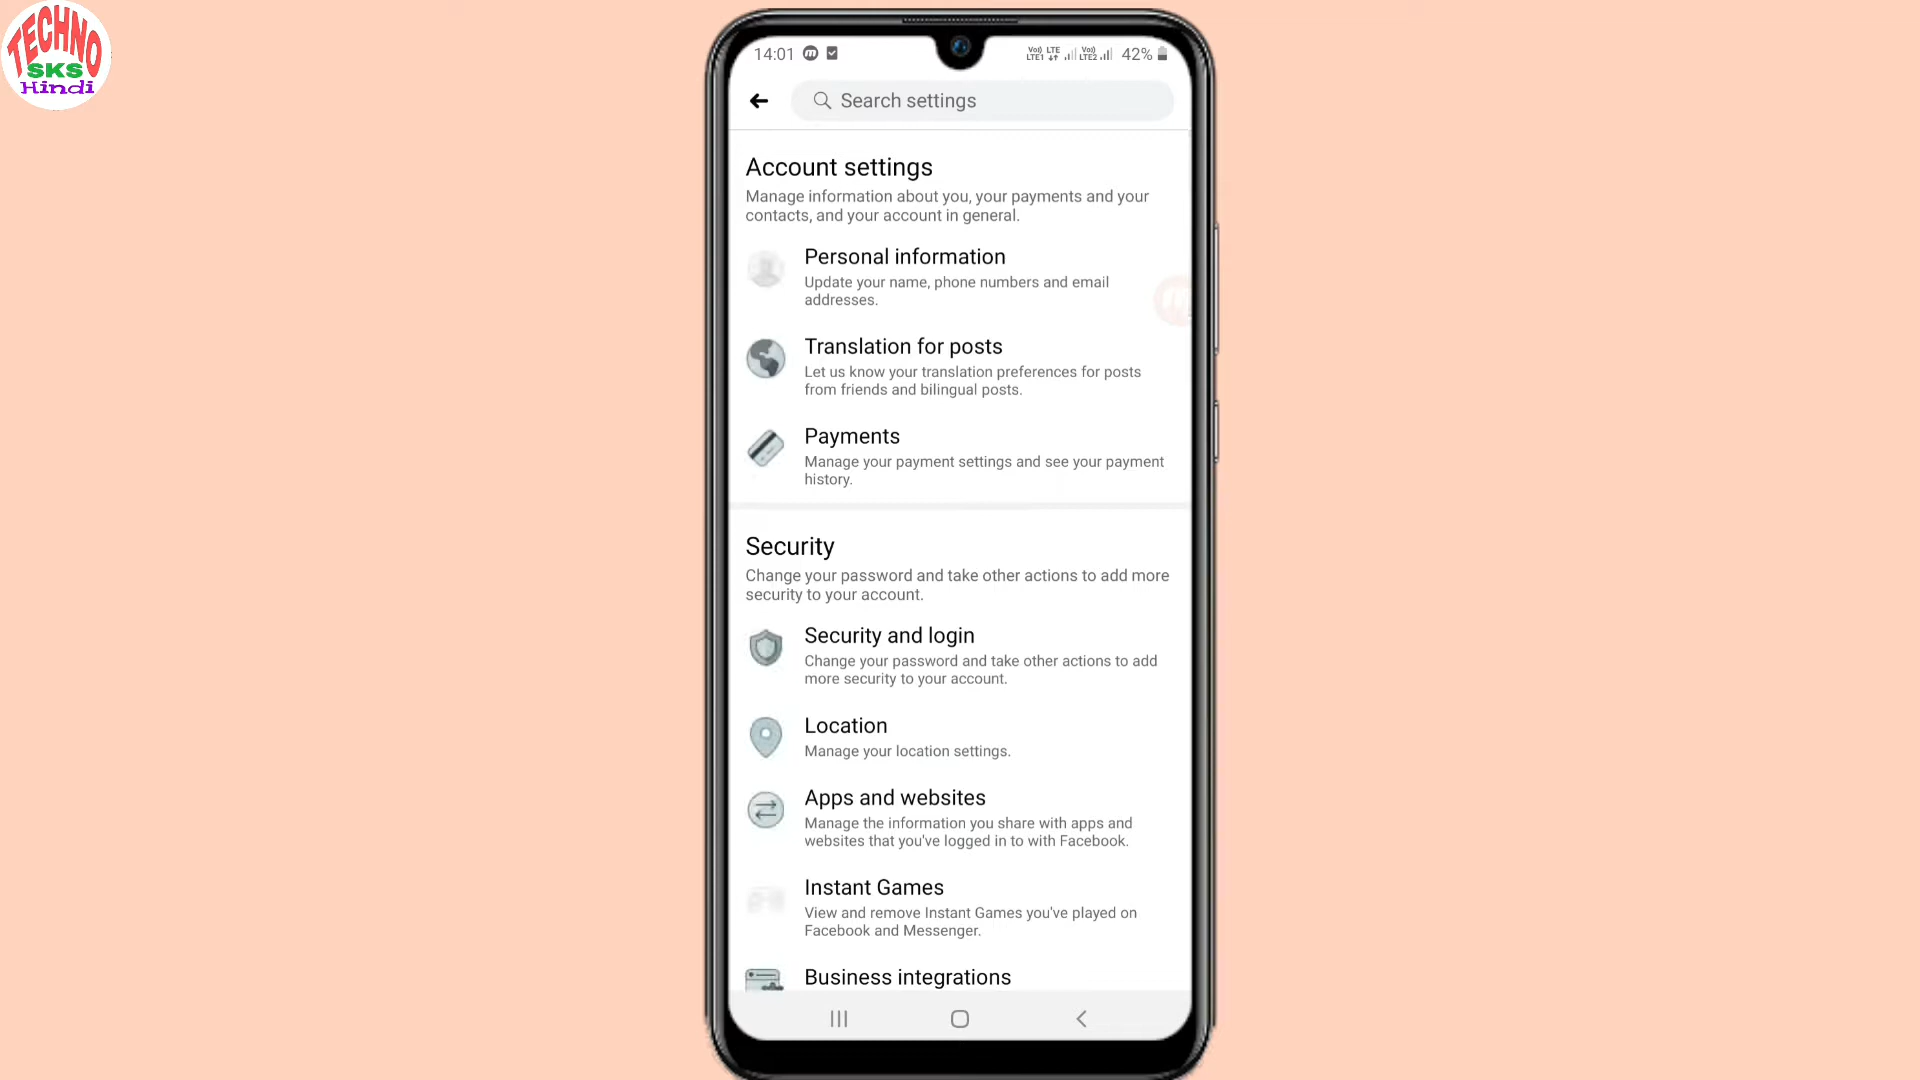 TECHNO
SKS
Hindi
14:01
Vo)) LTE
LTE1
Vo))
LTE2
42%
Search settings
Account settings
Manage information about you, your payments and your
contacts, and your account in general.
Personal information
Update your name, phone numbers and email
addresses.
Translation for posts
Let us know your translation preferences for posts
from friends and bilingual posts.
Payments
Manage your payment settings and see your payment
history.
Security
Change your password and take other actions to add more
security to your account.
Security and login
Change your password and take other actions to add
more security to your account.
Location
Manage your location settings.
Apps and websites
Manage the information you share with apps and
websites that you've logged in to with Facebook.
Instant Games
View and remove Instant Games you've played on
Facebook and Messenger.
Business integrations